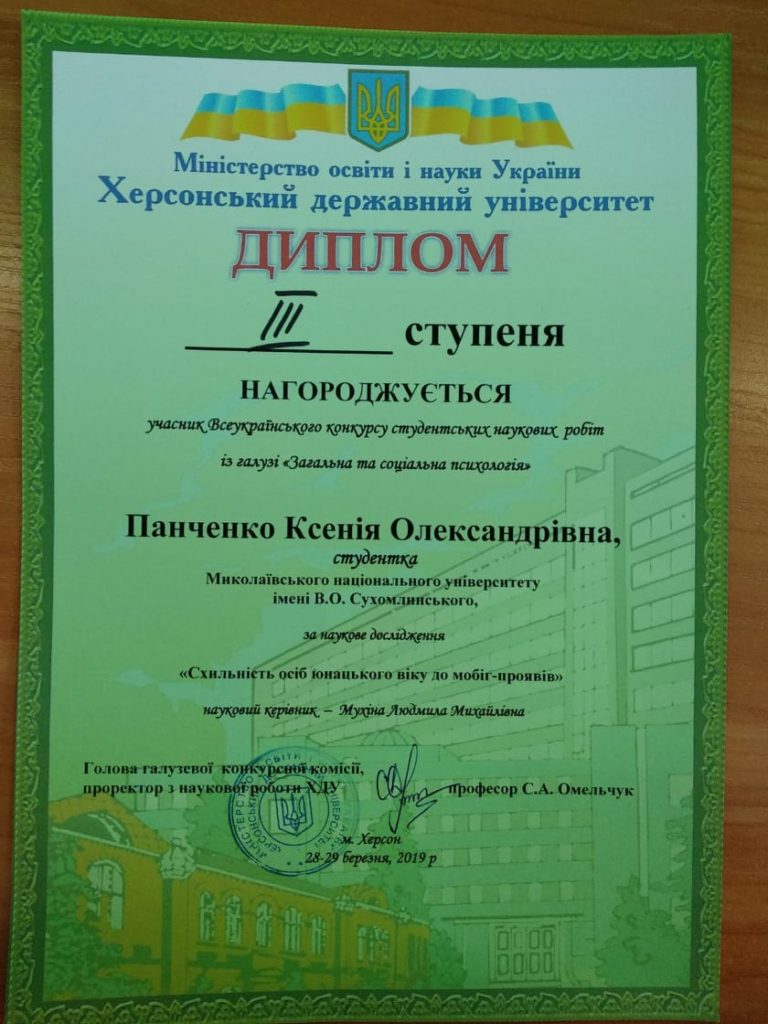 Міністерство освіти і науки України
Херсонський державний університет
ДИПЛОМ
III ступеня
НАГОРОДЖУЄТЬСЯ
учасник Всеукраїнського конкурсу студентських наукових робіт
із галузі «Загальна та соціальна психологія»
Панченко Ксенія Олександрівна,
студентка
Миколаївського національного університету
імені В.О. Сухомлинського,
за наукове дослідження
«Схильність осіб юнацького віку до мобіг-проявів»
науковий керівник – Мухіна Людмила Михайлівна
Голова галузевої конкурсної комісії,
проректор з наукової роботи ХДУ професор С.А. Омельчук
м. Херсон
28-29 березня, 2019 р